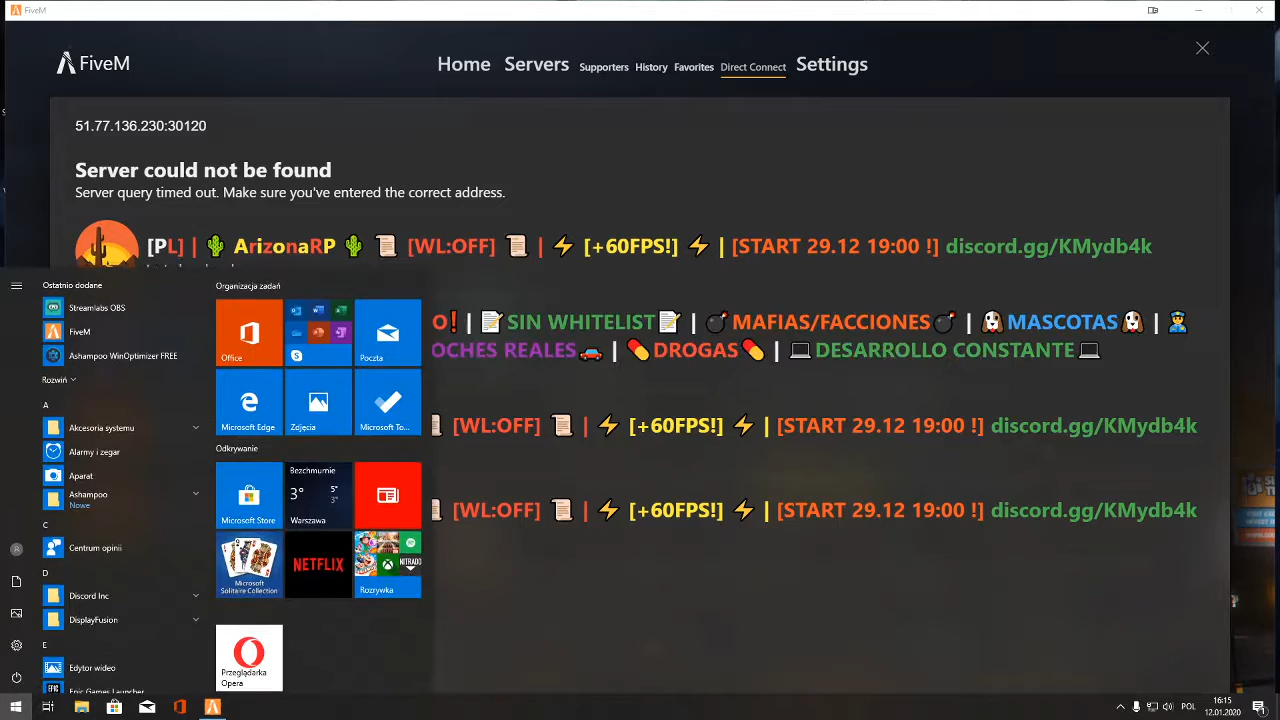 FiveM
FiveM
Home Servers Supporters History Favorites Direct Connect Settings
51.77.136.230:30120
Server could not be found
Server query timed out. Make sure you've entered the correct address.
[PL] | 🌵 ArizonaRP 🌵 📜 [WL:OFF] 📜 | ⚡ [+60FPS!] ⚡ | [START 29.12 19:00 !] discord.gg/KMydb4k
O❗ | 📝SIN WHITELIST📝 | 💣MAFIAS/FACCIONES💣 | 🐶MASCOTAS🐶 | 👮
OCHES REALES🚗 | 💊DROGAS💊 | 💻DESARROLLO CONSTANTE💻
[WL:OFF] 📜 | ⚡ [+60FPS!] ⚡ | [START 29.12 19:00 !] discord.gg/KMydb4k
[WL:OFF] 📜 | ⚡ [+60FPS!] ⚡ | [START 29.12 19:00 !] discord.gg/KMydb4k
Ostatnio dodane
Streamlabs OBS
FiveM
Ashampoo WinOptimizer FREE
Rozwiń
A
Akcesoria systemu
Alarmy i zegar
Aparat
Ashampoo
Nowe
C
Centrum opinii
D
Discord Inc
DisplayFusion
E
Edytor wideo
EPIC
Epic Games Launcher
Organizacja zadań
Office
Poczta
Microsoft Edge
Zdjęcia
Microsoft To...
Odkrywanie
Microsoft Store
Bezchmurnie
3° 5°
3°
Warszawa
Microsoft
Solitaire Collection
NETFLIX
NITRADO
Rozrywka
Przeglądarka
Opera
POL
16:15
12.01.2020